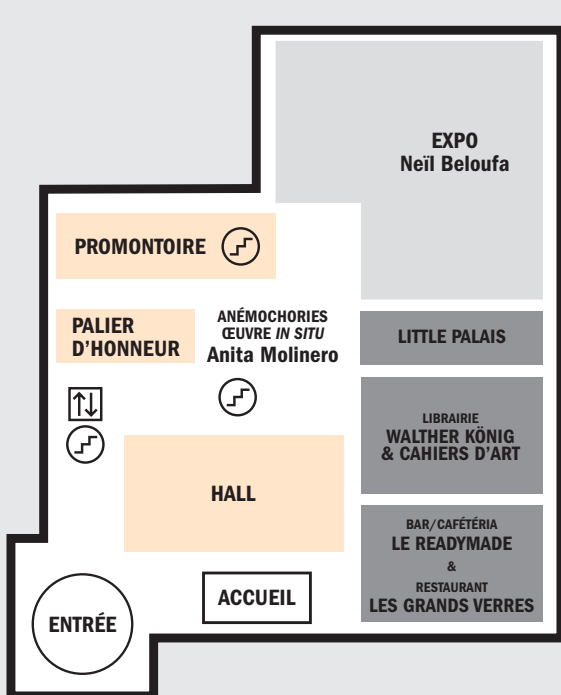 EXPO
Neïl Beloufa
PROMONTOIRE
PALIER
D'HONNEUR
ANÉMOCHORIES
ŒUVRE IN SITU
Anita Molinero
LITTLE PALAIS
LIBRAIRIE
WALTHER KÖNIG
& CAHIERS D'ART
HALL
BAR/CAFÉTÉRIA
LE READYMADE
&
RESTAURANT
LES GRANDS VERRES
ACCUEIL
ENTRÉE